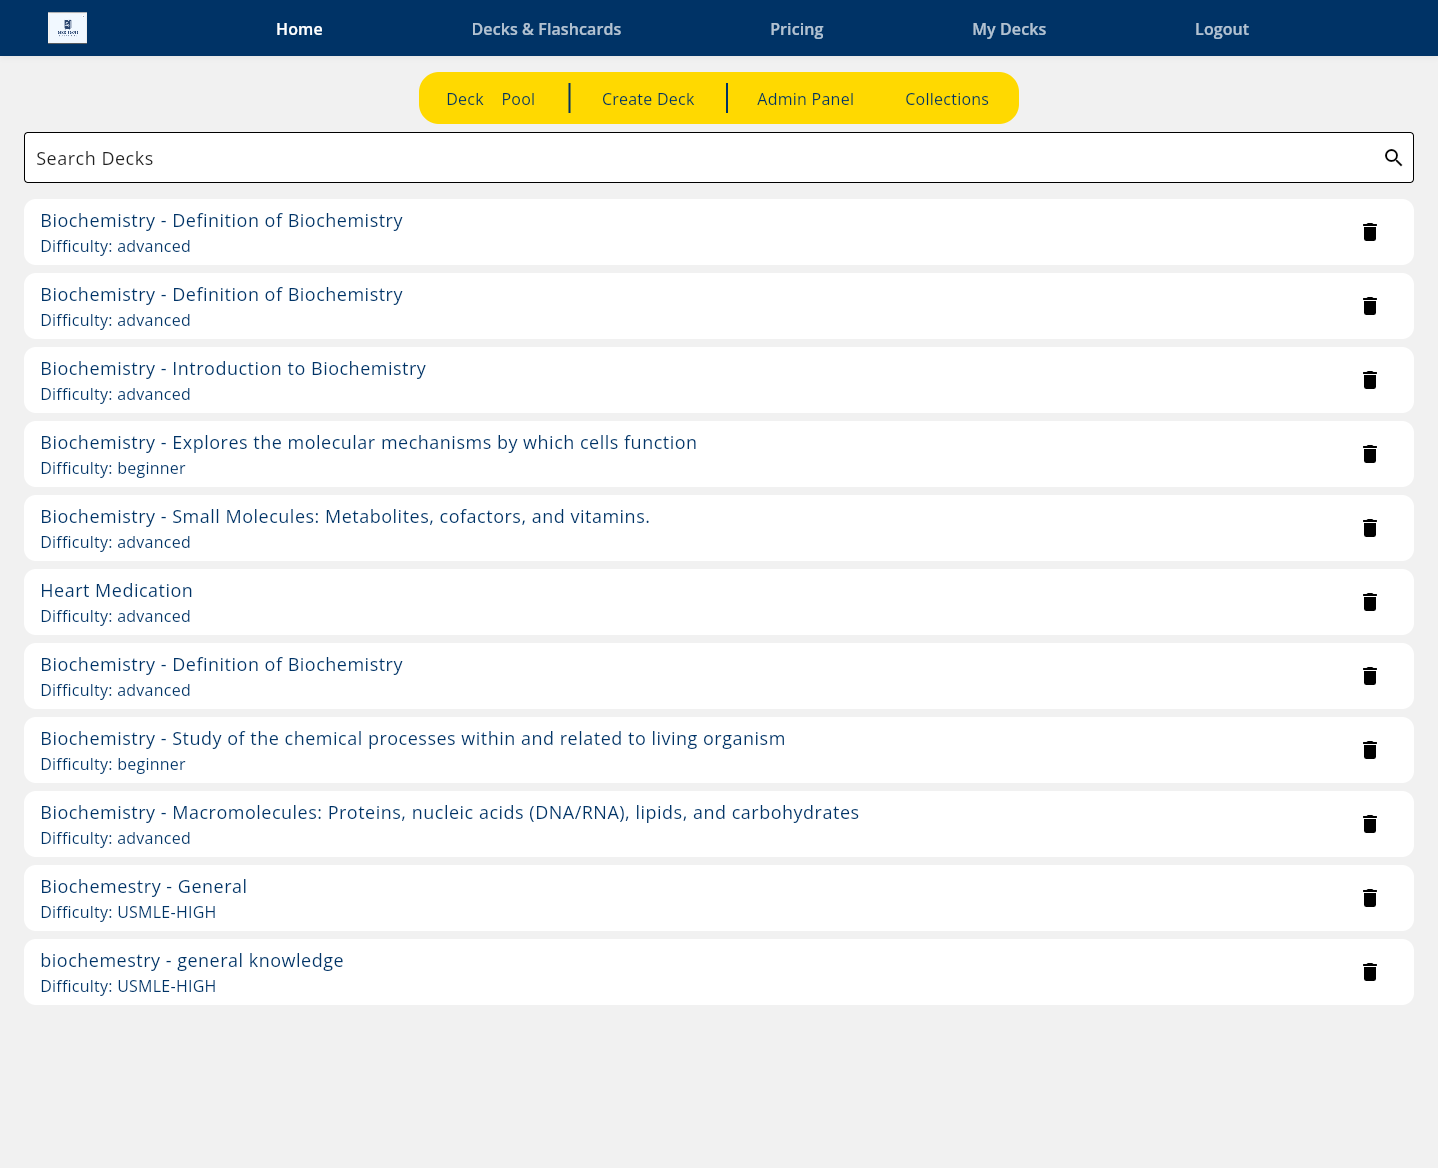 Home Decks & Flashcards Pricing My Decks Logout
Deck Pool Create Deck Admin Panel Collections
Search Decks
Biochemistry - Definition of Biochemistry
Difficulty: advanced
Biochemistry - Definition of Biochemistry
Difficulty: advanced
Biochemistry - Introduction to Biochemistry
Difficulty: advanced
Biochemistry - Explores the molecular mechanisms by which cells function
Difficulty: beginner
Biochemistry - Small Molecules: Metabolites, cofactors, and vitamins.
Difficulty: advanced
Heart Medication
Difficulty: advanced
Biochemistry - Definition of Biochemistry
Difficulty: advanced
Biochemistry - Study of the chemical processes within and related to living organism
Difficulty: beginner
Biochemistry - Macromolecules: Proteins, nucleic acids (DNA/RNA), lipids, and carbohydrates
Difficulty: advanced
Biochemestry - General
Difficulty: USMLE-HIGH
biochemestry - general knowledge
Difficulty: USMLE-HIGH